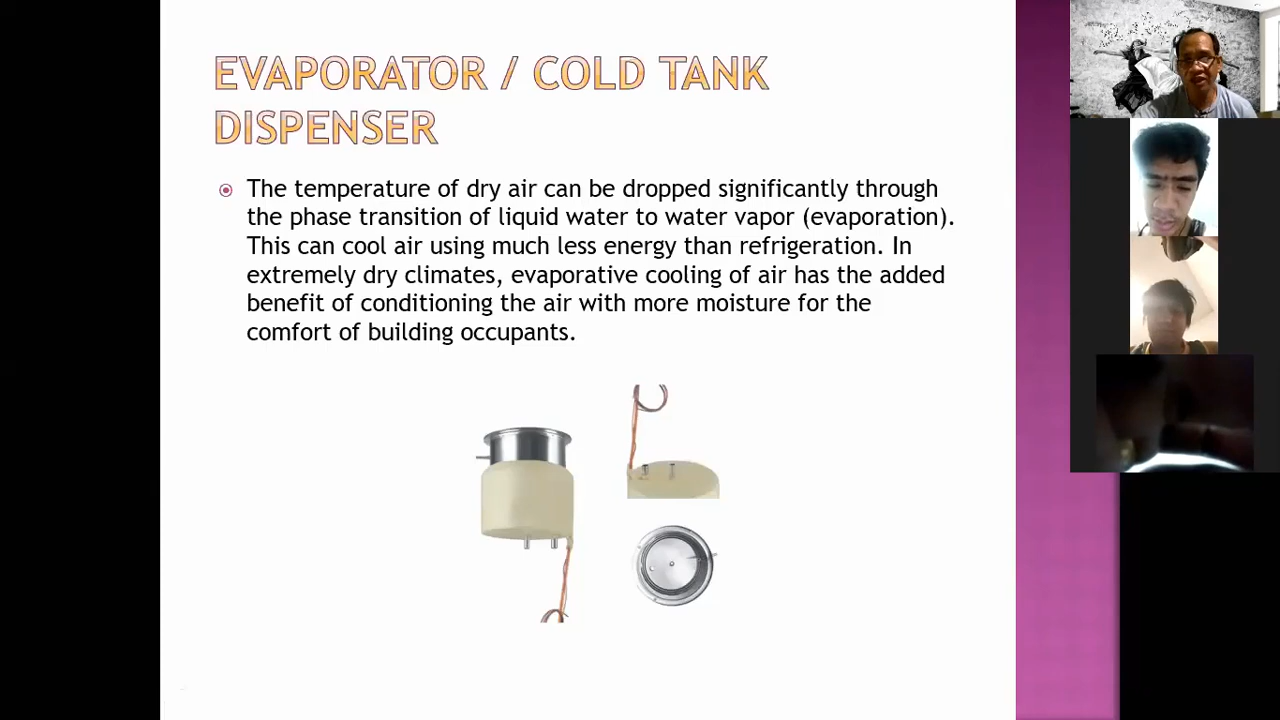 EVAPORATOR / COLD TANK
DISPENSER
The temperature of dry air can be dropped significantly through
the phase transition of liquid water to water vapor (evaporation).
This can cool air using much less energy than refrigeration. In
extremely dry climates, evaporative cooling of air has the added
benefit of conditioning the air with more moisture for the
comfort of building occupants.